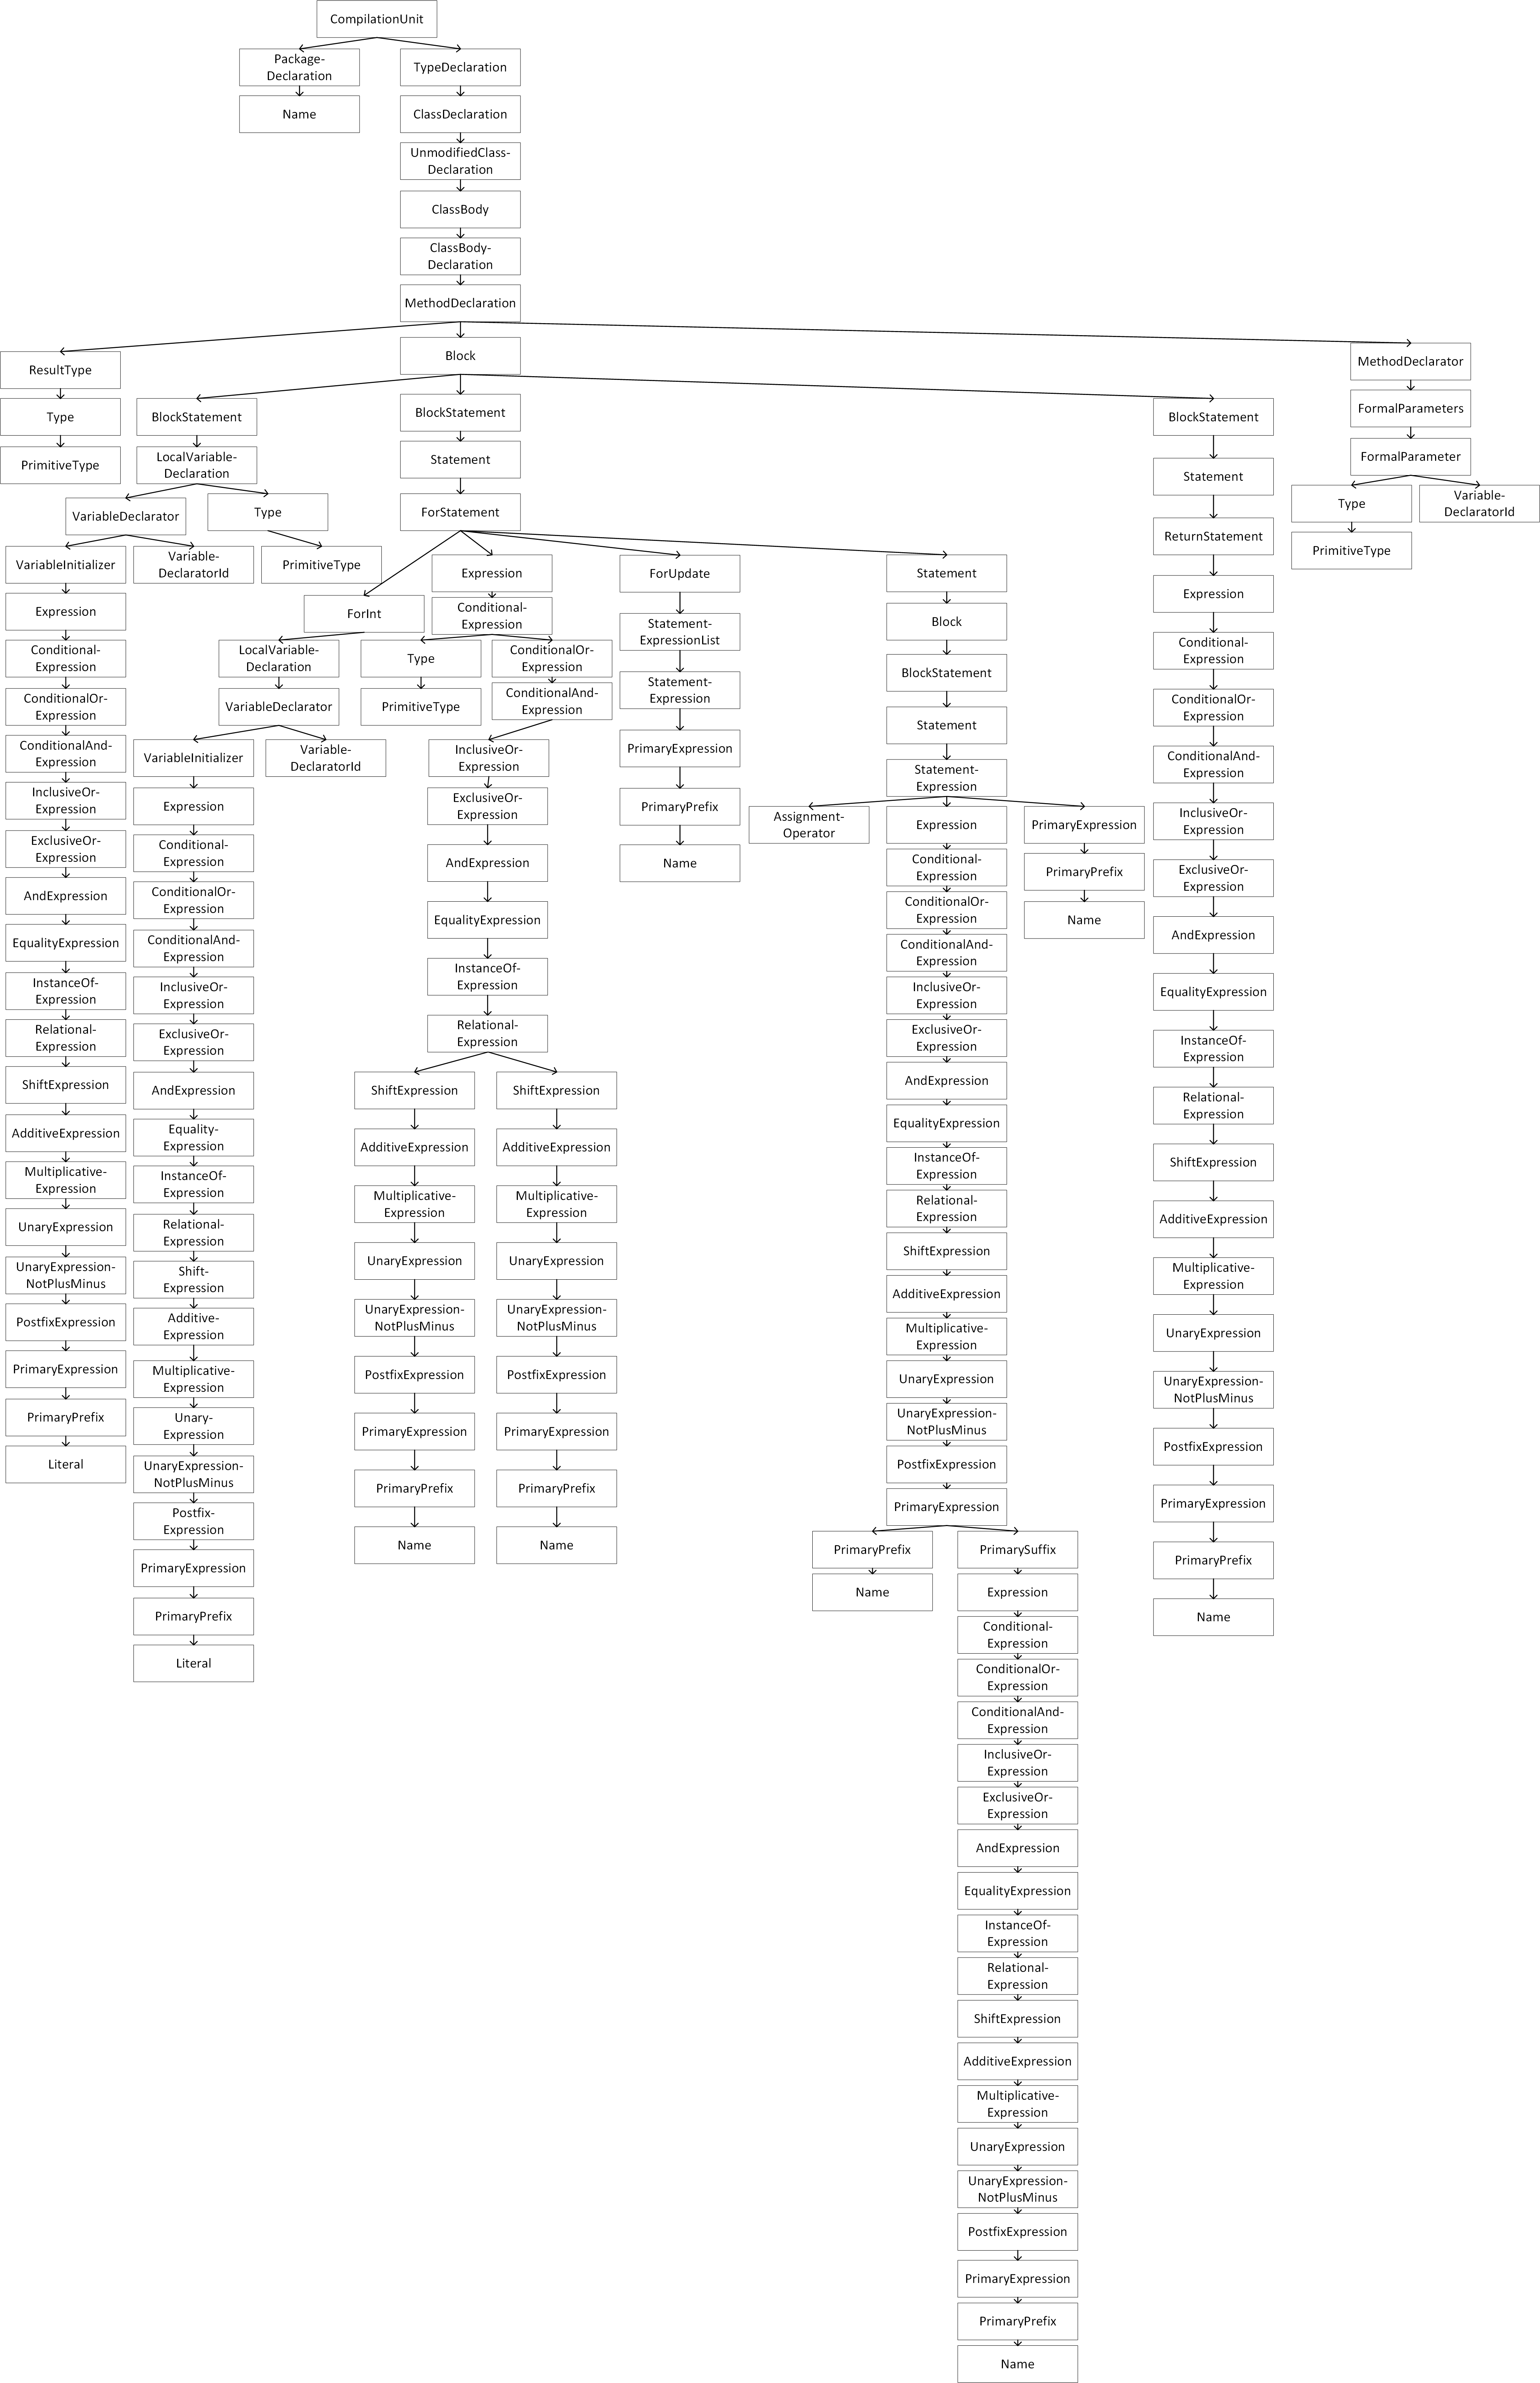 CompilationUnit
Package-
Declaration
Name
TypeDeclaration
ClassDeclaration
UnmodifiedClass-
Declaration
ClassBody
ClassBody-
Declaration
MethodDeclaration
ResultType
Type
PrimitiveType
Block
BlockStatement
LocalVariable-
Declaration
VariableDeclarator
VariableInitializer
Expression
Conditional-
Expression
ConditionalOr-
Expression
ConditionalAnd-
Expression
InclusiveOr-
Expression
ExclusiveOr-
Expression
AndExpression
EqualityExpression
InstanceOf-
Expression
Relational-
Expression
ShiftExpression
AdditiveExpression
Multiplicative-
Expression
UnaryExpression
UnaryExpression-
NotPlusMinus
PostfixExpression
PrimaryExpression
PrimaryPrefix
Literal
Variable-
DeclaratorId
Type
PrimitiveType
BlockStatement
Statement
ForStatement
ForInt
LocalVariable-
Declaration
VariableDeclarator
VariableInitializer
Expression
Conditional-
Expression
ConditionalOr-
Expression
ConditionalAnd-
Expression
InclusiveOr-
Expression
ExclusiveOr-
Expression
AndExpression
Equality-
Expression
InstanceOf-
Expression
Relational-
Expression
Shift-
Expression
Additive-
Expression
Multiplicative-
Expression
Unary-
Expression
UnaryExpression-
NotPlusMinus
Postfix-
Expression
PrimaryExpression
PrimaryPrefix
Literal
Variable-
DeclaratorId
Expression
Conditional-
Expression
Type
PrimitiveType
ConditionalOr-
Expression
ConditionalAnd-
Expression
InclusiveOr-
Expression
ExclusiveOr-
Expression
AndExpression
EqualityExpression
InstanceOf-
Expression
Relational-
Expression
ShiftExpression
AdditiveExpression
Multiplicative-
Expression
UnaryExpression
UnaryExpression-
NotPlusMinus
PostfixExpression
PrimaryExpression
PrimaryPrefix
Name
ShiftExpression
AdditiveExpression
Multiplicative-
Expression
UnaryExpression
UnaryExpression-
NotPlusMinus
PostfixExpression
PrimaryExpression
PrimaryPrefix
Name
ForUpdate
Statement-
ExpressionList
Statement-
Expression
PrimaryExpression
PrimaryPrefix
Name
Statement
Block
BlockStatement
Statement
Statement-
Expression
Assignment-
Operator
Expression
Conditional-
Expression
ConditionalOr-
Expression
ConditionalAnd-
Expression
InclusiveOr-
Expression
ExclusiveOr-
Expression
AndExpression
EqualityExpression
InstanceOf-
Expression
Relational-
Expression
ShiftExpression
AdditiveExpression
Multiplicative-
Expression
UnaryExpression
UnaryExpression-
NotPlusMinus
PostfixExpression
PrimaryExpression
PrimaryPrefix
Name
PrimarySuffix
Expression
Conditional-
Expression
ConditionalOr-
Expression
ConditionalAnd-
Expression
InclusiveOr-
Expression
ExclusiveOr-
Expression
AndExpression
EqualityExpression
InstanceOf-
Expression
Relational-
Expression
ShiftExpression
AdditiveExpression
Multiplicative-
Expression
UnaryExpression
UnaryExpression-
NotPlusMinus
PostfixExpression
PrimaryExpression
PrimaryPrefix
Name
PrimaryExpression
PrimaryPrefix
Name
BlockStatement
Statement
ReturnStatement
Expression
Conditional-
Expression
ConditionalOr-
Expression
ConditionalAnd-
Expression
InclusiveOr-
Expression
ExclusiveOr-
Expression
AndExpression
EqualityExpression
InstanceOf-
Expression
Relational-
Expression
ShiftExpression
AdditiveExpression
Multiplicative-
Expression
UnaryExpression
UnaryExpression-
NotPlusMinus
PostfixExpression
PrimaryExpression
PrimaryPrefix
Name
MethodDeclarator
FormalParameters
FormalParameter
Type
PrimitiveType
Variable-
DeclaratorId